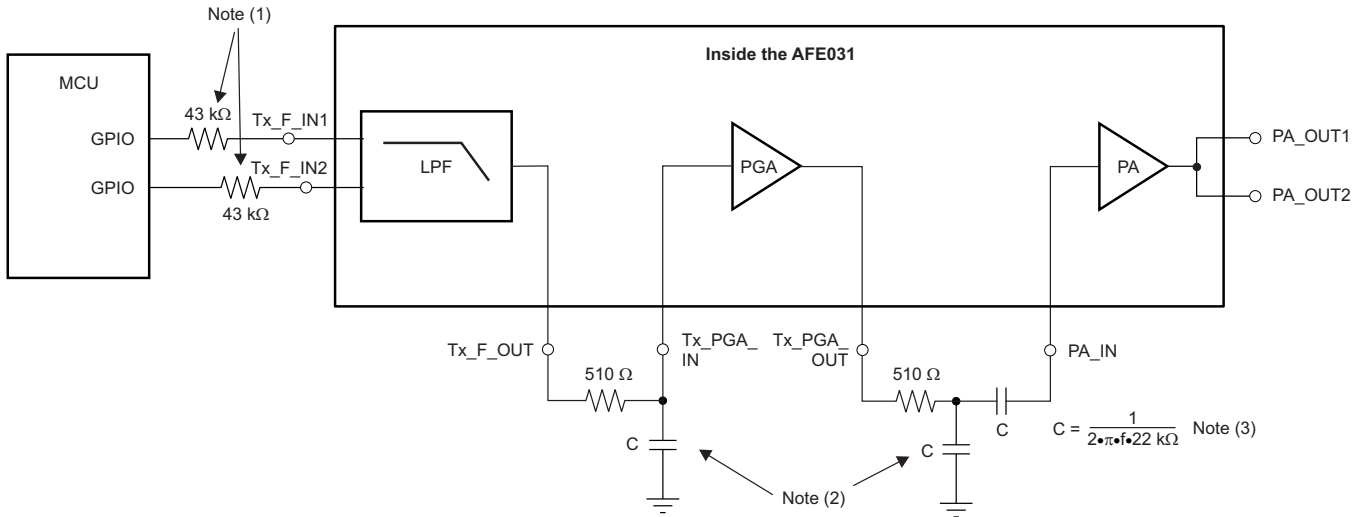 Note (1)
Inside the AFE031
MCU
43 kΩ
Tx_F_IN1
GPIO
PA_OUT1
Tx_F_IN2
LPF
PGA
PA
GPIO
PA_OUT2
43 kΩ
Tx_F_OUT
Tx_PGA_
IN
Tx_PGA_
OUT
PA_IN
510 Ω
510 Ω
C
C
C
C = 1 / 2•π•f•22 kΩ Note (3)
Note (2)